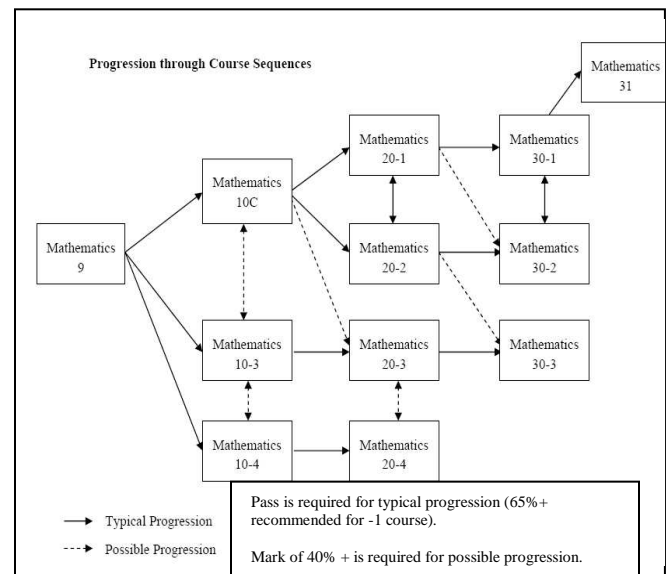 Progression through Course Sequences
Mathematics
31
Mathematics
20-1
Mathematics
30-1
Mathematics
10C
Mathematics
9
Mathematics
20-2
Mathematics
30-2
Mathematics
10-3
Mathematics
20-3
Mathematics
30-3
Mathematics
10-4
Mathematics
20-4
Typical Progression
Possible Progression
Pass is required for typical progression (65%+
recommended for -1 course).
Mark of 40% + is required for possible progression.